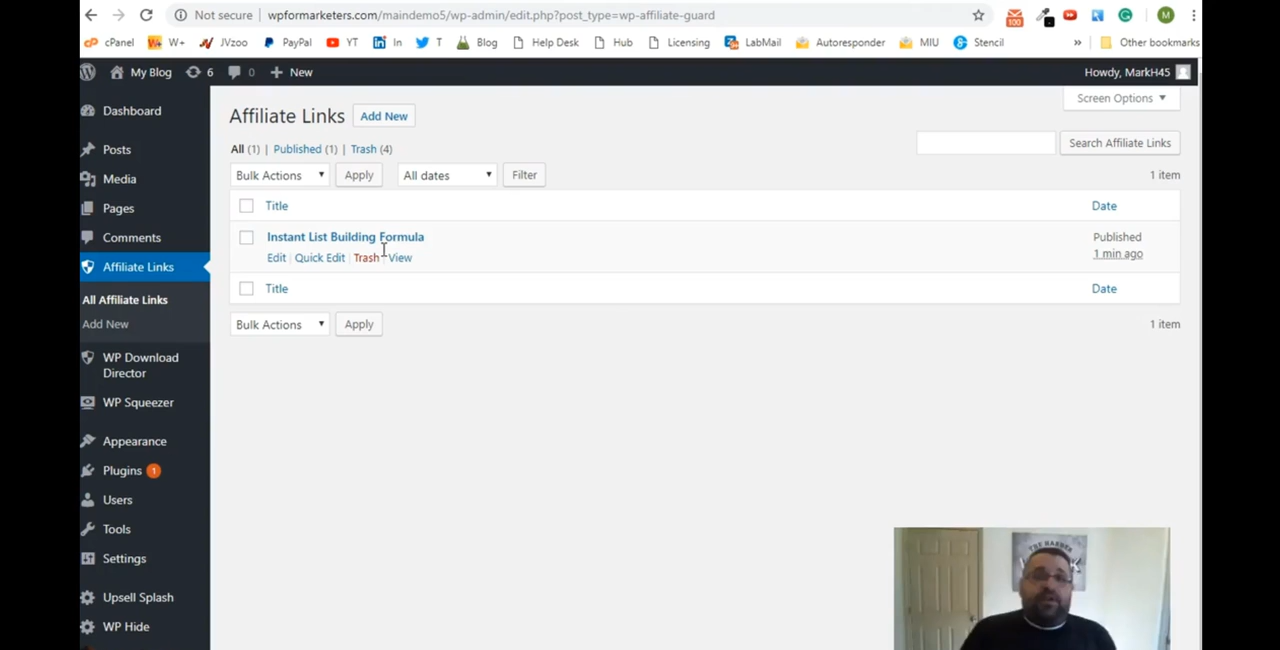 Not secure | wpformarketers.com/maindemo5/wp-admin/edit.php?post_type=wp-affiliate-guard
100
M
cPanel W+ JVzoo PayPal YT In T Blog Help Desk Hub Licensing LabMail Autoresponder MIU Stencil » Other bookmarks
My Blog 6 0 + New Howdy, MarkH45
Dashboard
Posts
Media
Pages
Comments
Affiliate Links
All Affiliate Links
Add New
WP Download
Director
WP Squeezer
Appearance
Plugins 1
Users
Tools
Settings
Upsell Splash
WP Hide
Screen Options
Affiliate Links Add New
All (1) | Published (1) | Trash (4)
Search Affiliate Links
Bulk Actions Apply All dates Filter 1 item
Title Date
Instant List Building Formula Published
Edit | Quick Edit | Trash | View 1 min ago
Title Date
Bulk Actions Apply 1 item
THE BARBER